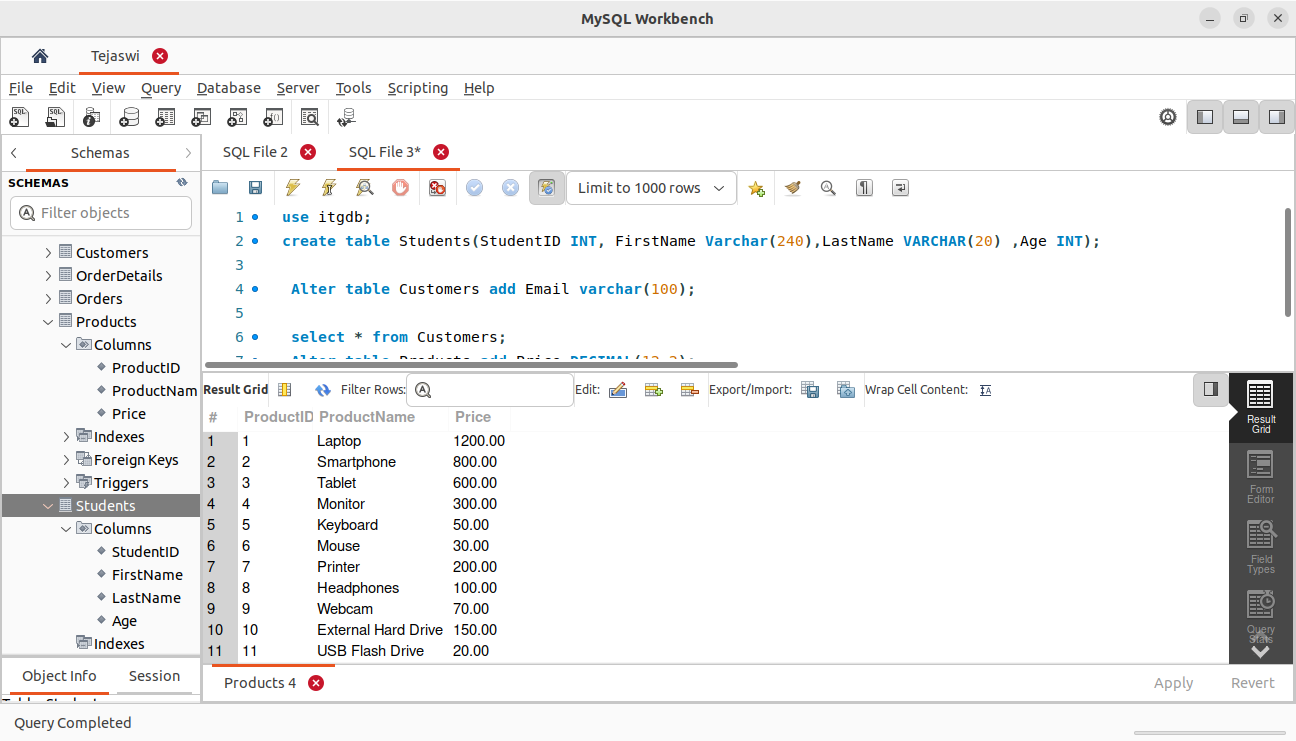 MySQL Workbench
Tejaswi
File Edit View Query Database Server Tools Scripting Help
Schemas
SCHEMAS
Filter objects
Customers
OrderDetails
Orders
Products
Columns
ProductID
ProductNam
Price
Indexes
Foreign Keys
Triggers
Students
Columns
StudentID
FirstName
LastName
Age
Indexes
Object Info Session
SQL File 2 SQL File 3*
Limit to 1000 rows
1 use itgdb;
2 create table Students(StudentID INT, FirstName Varchar(240),LastName VARCHAR(20) ,Age INT);
3
4 Alter table Customers add Email varchar(100);
5
6 select * from Customers;
7 Alter table Products add Price DECIMAL(12,2);
Result Grid Filter Rows: Edit: Export/Import: Wrap Cell Content:
# ProductID ProductName Price
1 1 Laptop 1200.00
2 2 Smartphone 800.00
3 3 Tablet 600.00
4 4 Monitor 300.00
5 5 Keyboard 50.00
6 6 Mouse 30.00
7 7 Printer 200.00
8 8 Headphones 100.00
9 9 Webcam 70.00
10 10 External Hard Drive 150.00
11 11 USB Flash Drive 20.00
Result
Grid
Form
Editor
Field
Types
Query
Stats
Products 4 Apply Revert
Query Completed